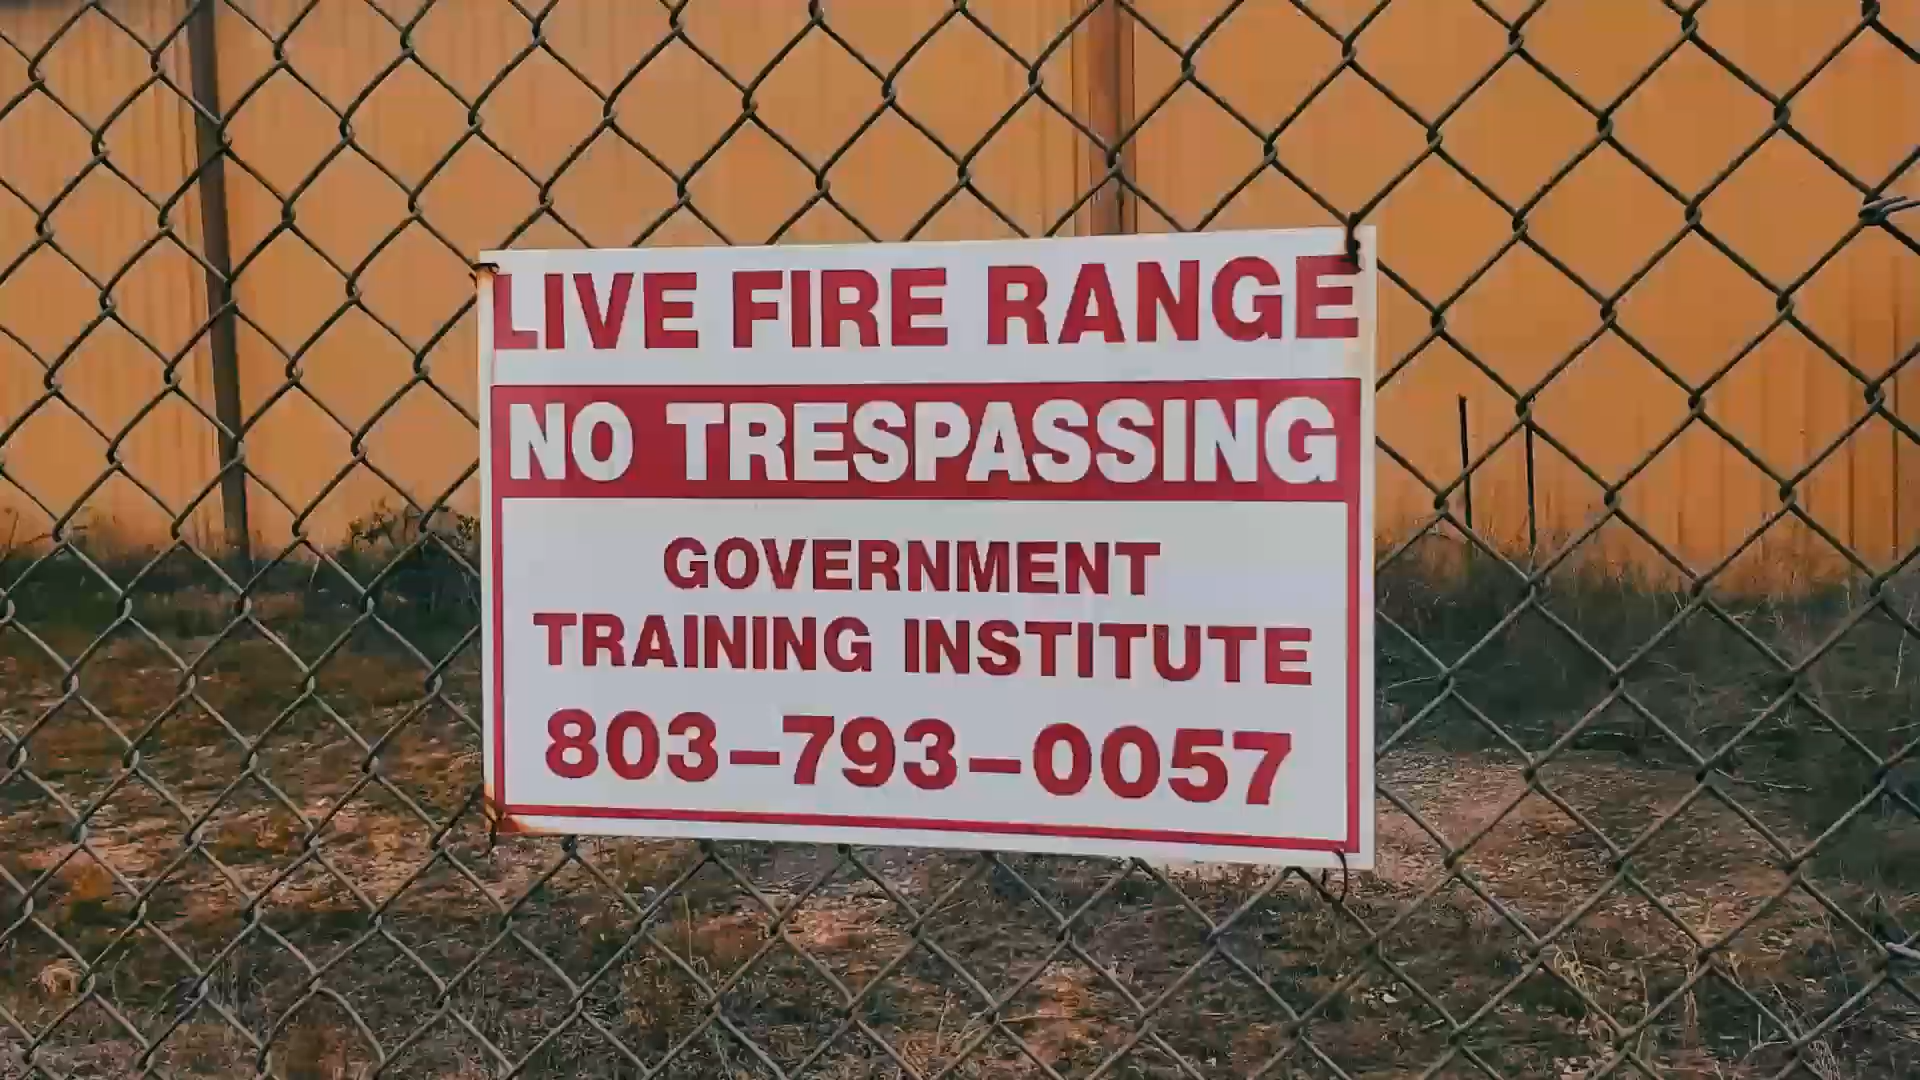 LIVE FIRE RANGE
NO TRESPASSING
GOVERNMENT
TRAINING INSTITUTE
803-793-0057